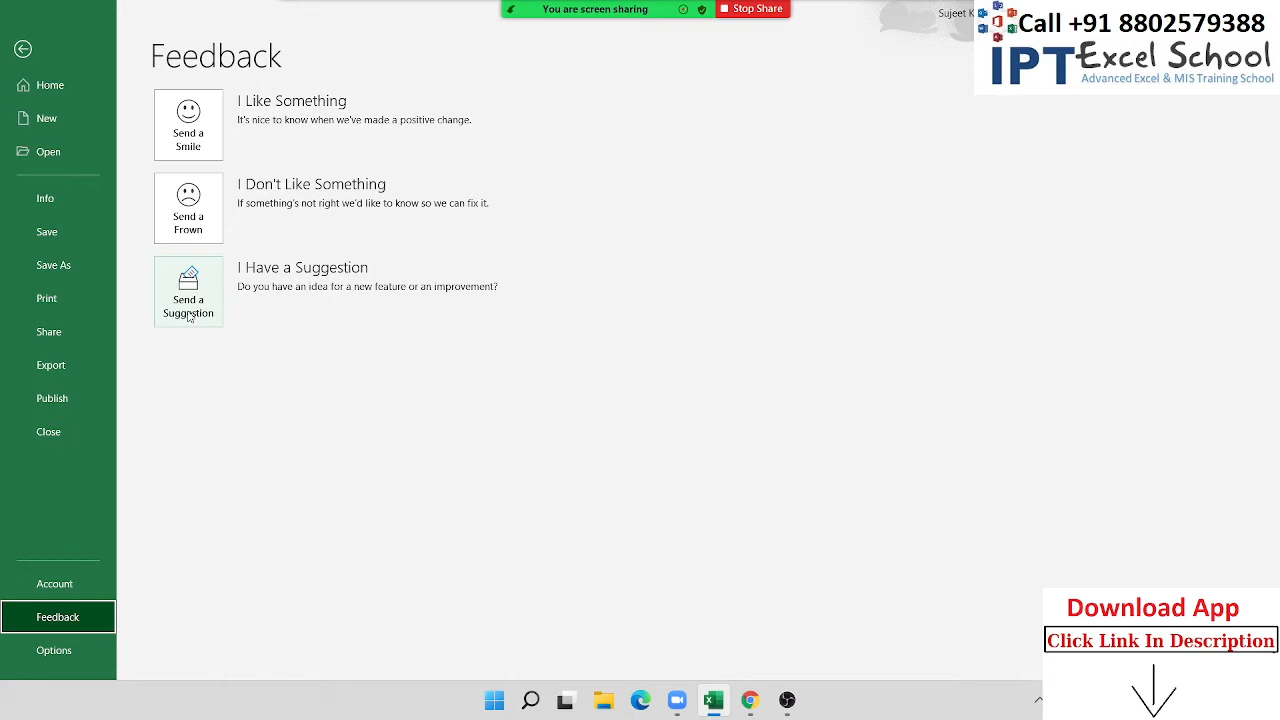 You are screen sharing
Stop Share
Sujeet K
Call +91 8802579388
IPT Excel School
Advanced Excel & MIS Training School
Feedback
Home
New
Open
Info
Save
Save As
Print
Share
Export
Publish
Close
Account
Feedback
Options
I Like Something
It's nice to know when we've made a positive change.
Send a
Smile
I Don't Like Something
If something's not right we'd like to know so we can fix it.
Send a
Frown
I Have a Suggestion
Do you have an idea for a new feature or an improvement?
Send a
Suggestion
Download App
Click Link In Description